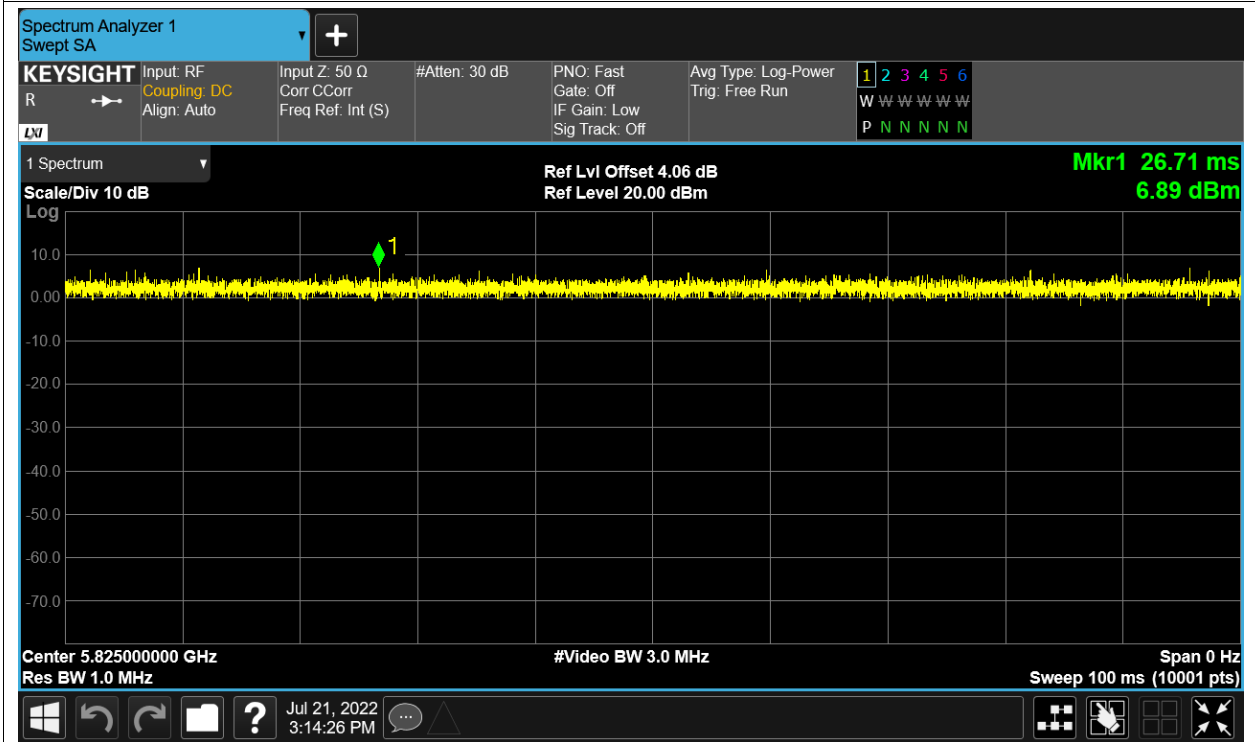 Spectrum Analyzer 1
Swept SA
KEYSIGHT
R
LXI
Input: RF
Coupling: DC
Align: Auto
Input Z: 50 Ω
Corr CCorr
Freq Ref: Int (S)
#Atten: 30 dB
PNO: Fast
Gate: Off
IF Gain: Low
Sig Track: Off
Avg Type: Log-Power
Trig: Free Run
1 2 3 4 5 6
W W W W W W
P N N N N N
1 Spectrum
Scale/Div 10 dB
Ref Lvl Offset 4.06 dB
Ref Level 20.00 dBm
Mkr1 26.71 ms
6.89 dBm
Log
1
10.0
0.00
-10.0
-20.0
-30.0
-40.0
-50.0
-60.0
-70.0
Center 5.825000000 GHz
Res BW 1.0 MHz
#Video BW 3.0 MHz
Span 0 Hz
Sweep 100 ms (10001 pts)
Jul 21, 2022
3:14:26 PM